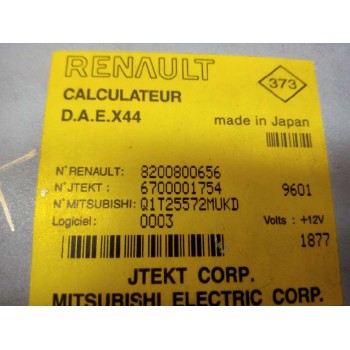 RENAULT
373
CALCULATEUR
D.A.E.X44
made in Japan
N°RENAULT: 8200800656
N°JTEKT : 6700001754 9601
N°MITSUBISHI: Q1T25572MUKD
Logiciel: 0003 Volts : +12V
1877
JTEKT CORP.
MITSUBISHI ELECTRIC CORP.